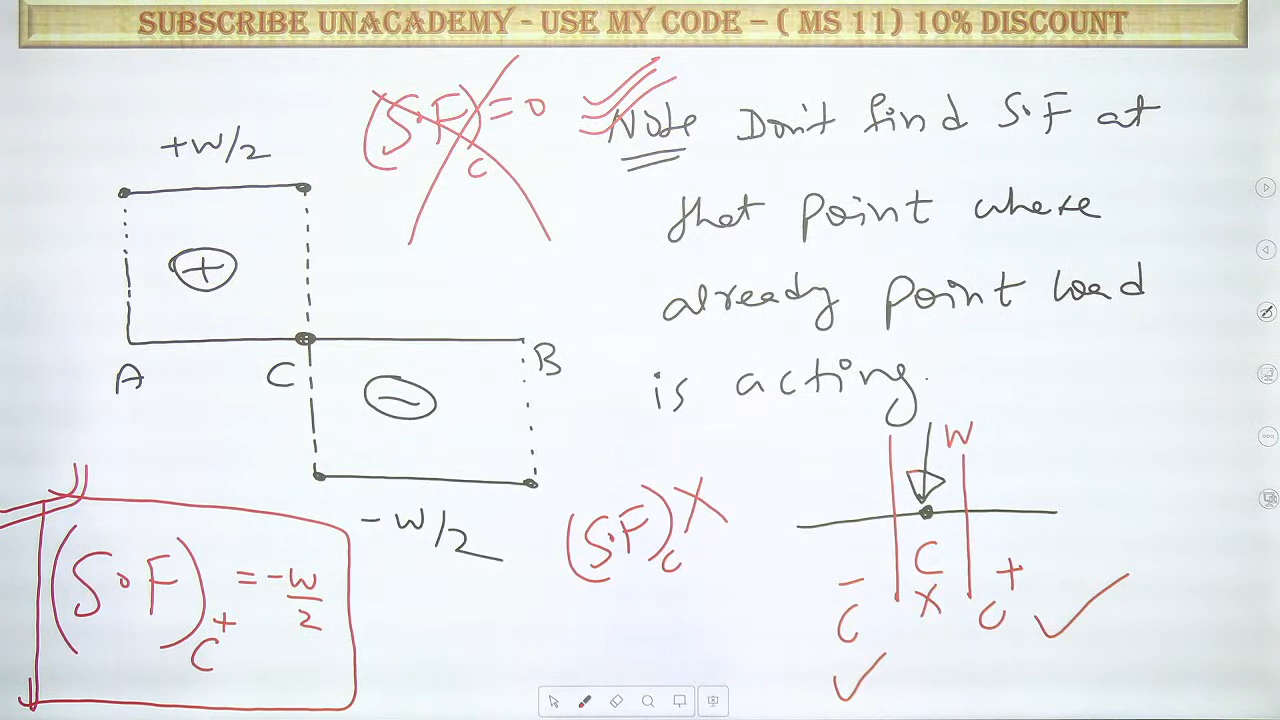 SUBSCRIBE UNACADEMY - USE MY CODE – ( MS 11) 10% DISCOUNT
(S.F)C = 0
Note Don't find S.F at
that point where
already point load
is acting.
+W/2
+
A C B
−
-W/2
(S.F)C+ = -W/2
(S.F)C X
W
C
X
C-
C+